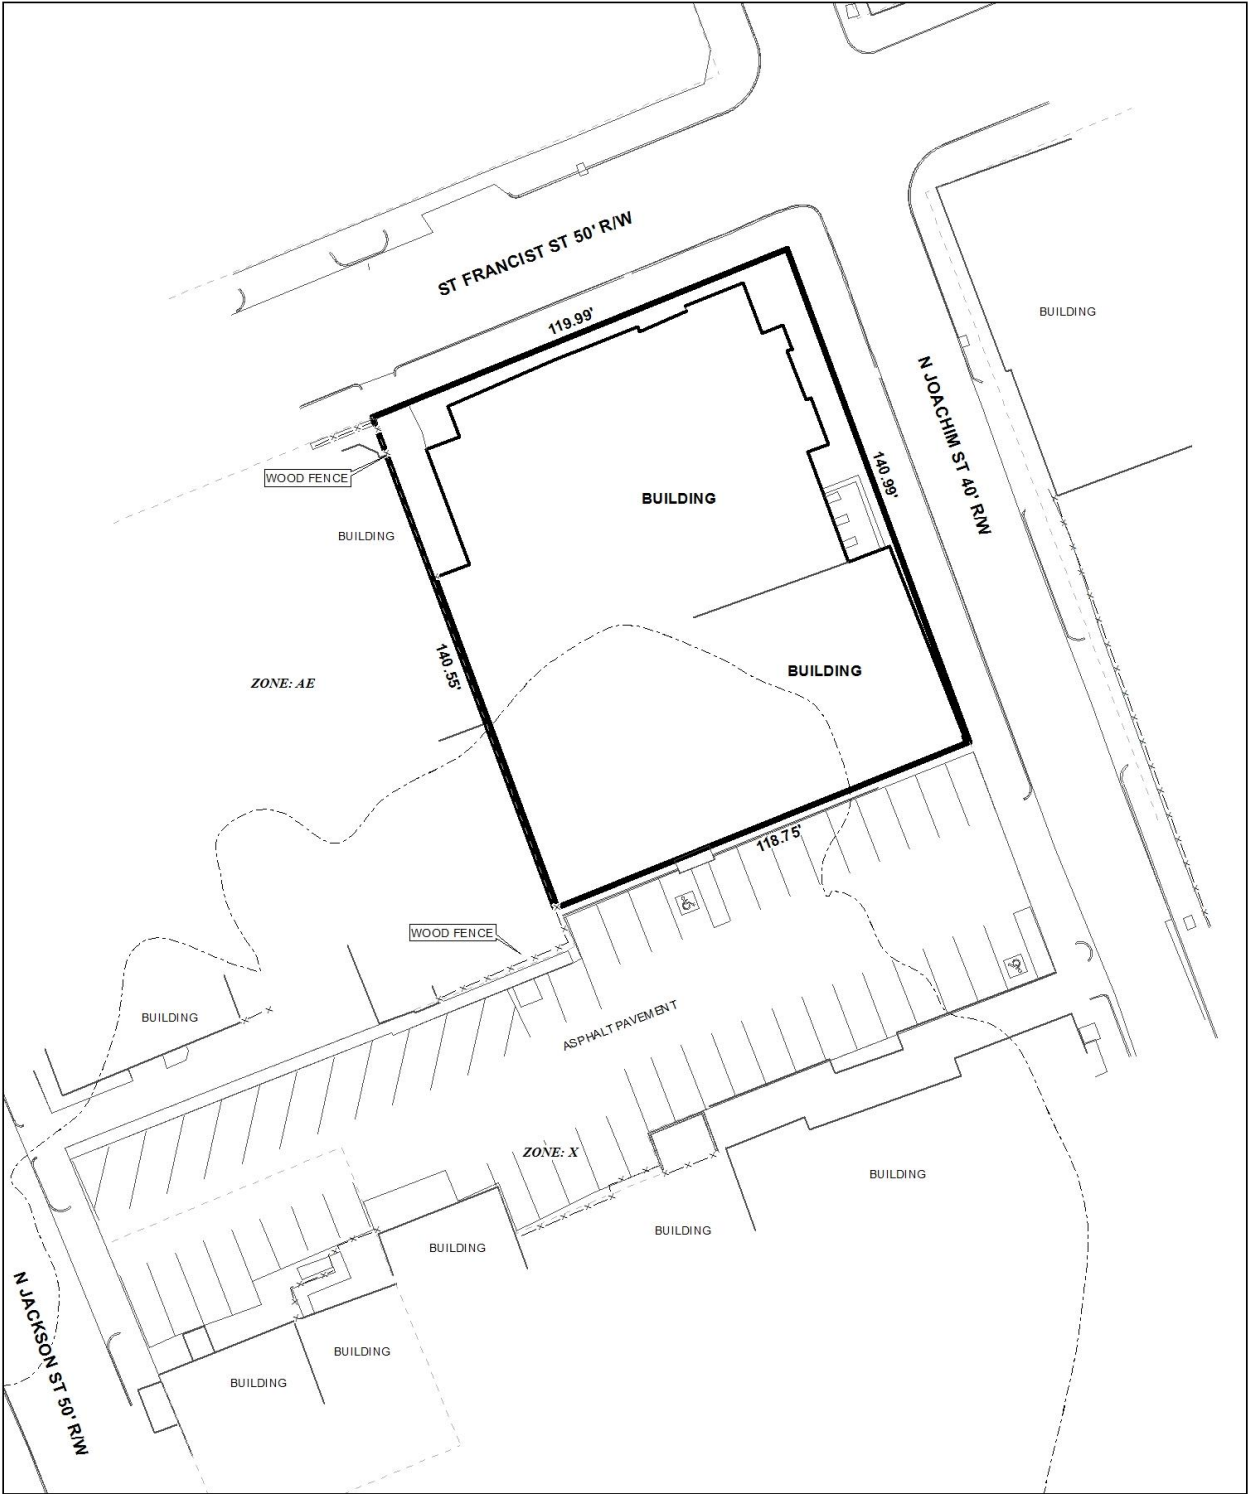 ST FRANCIST ST 50' R/W
119.99'
BUILDING
N JOACHIM ST 40' R/W
140.99'
WOOD FENCE
BUILDING
BUILDING
140.55'
ZONE: AE
BUILDING
118.75'
WOOD FENCE
BUILDING
ASPHALT PAVEMENT
ZONE: X
BUILDING
BUILDING
BUILDING
N JACKSON ST 50' R/W
BUILDING
BUILDING